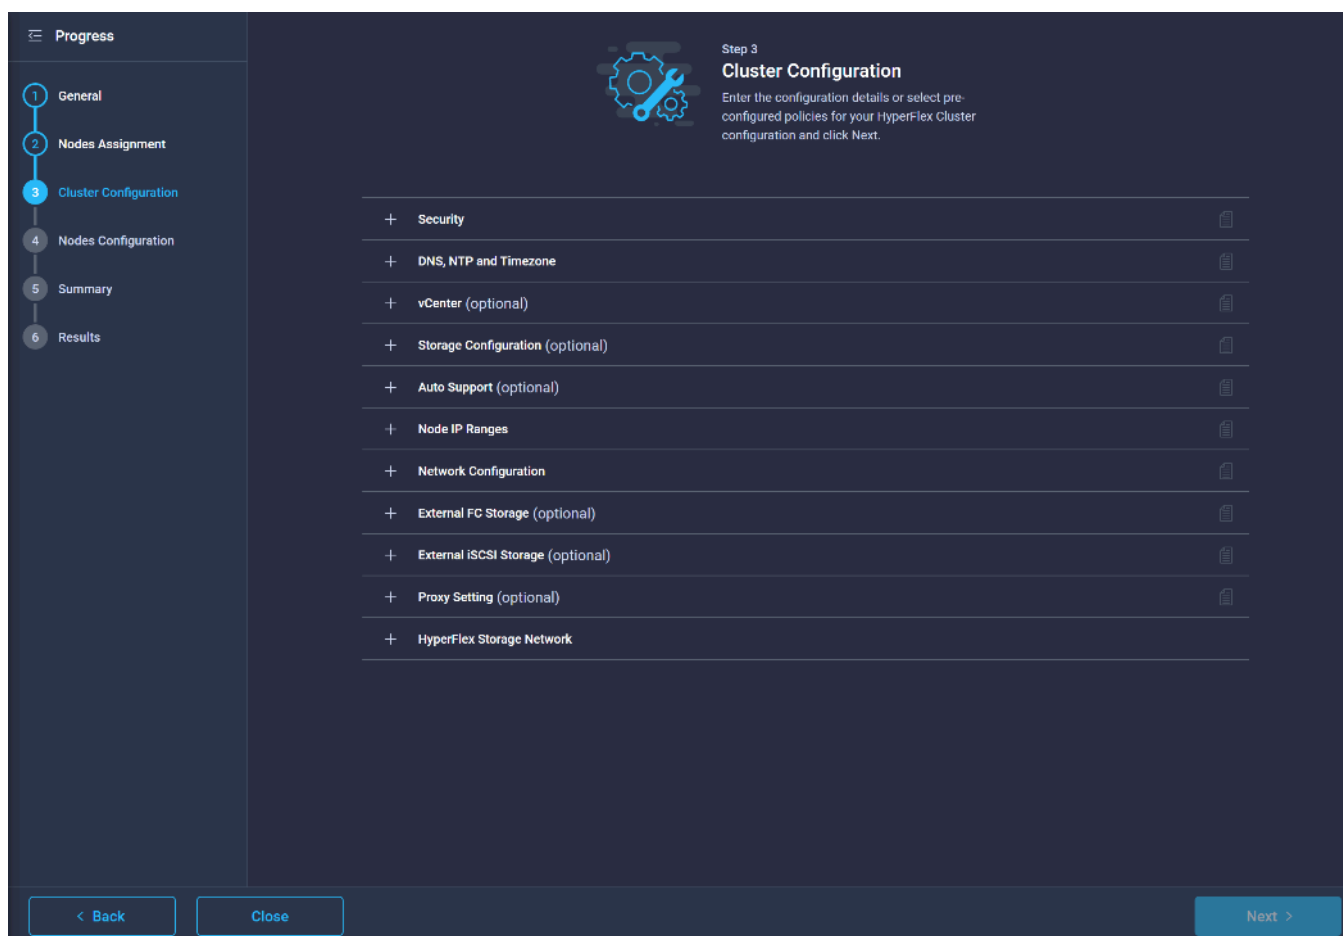 Progress
1 General
2 Nodes Assignment
3 Cluster Configuration
4 Nodes Configuration
5 Summary
6 Results
Step 3
Cluster Configuration
Enter the configuration details or select pre-
configured policies for your HyperFlex Cluster
configuration and click Next.
+ Security
+ DNS, NTP and Timezone
+ vCenter (optional)
+ Storage Configuration (optional)
+ Auto Support (optional)
+ Node IP Ranges
+ Network Configuration
+ External FC Storage (optional)
+ External iSCSI Storage (optional)
+ Proxy Setting (optional)
+ HyperFlex Storage Network
< Back
Close
Next >